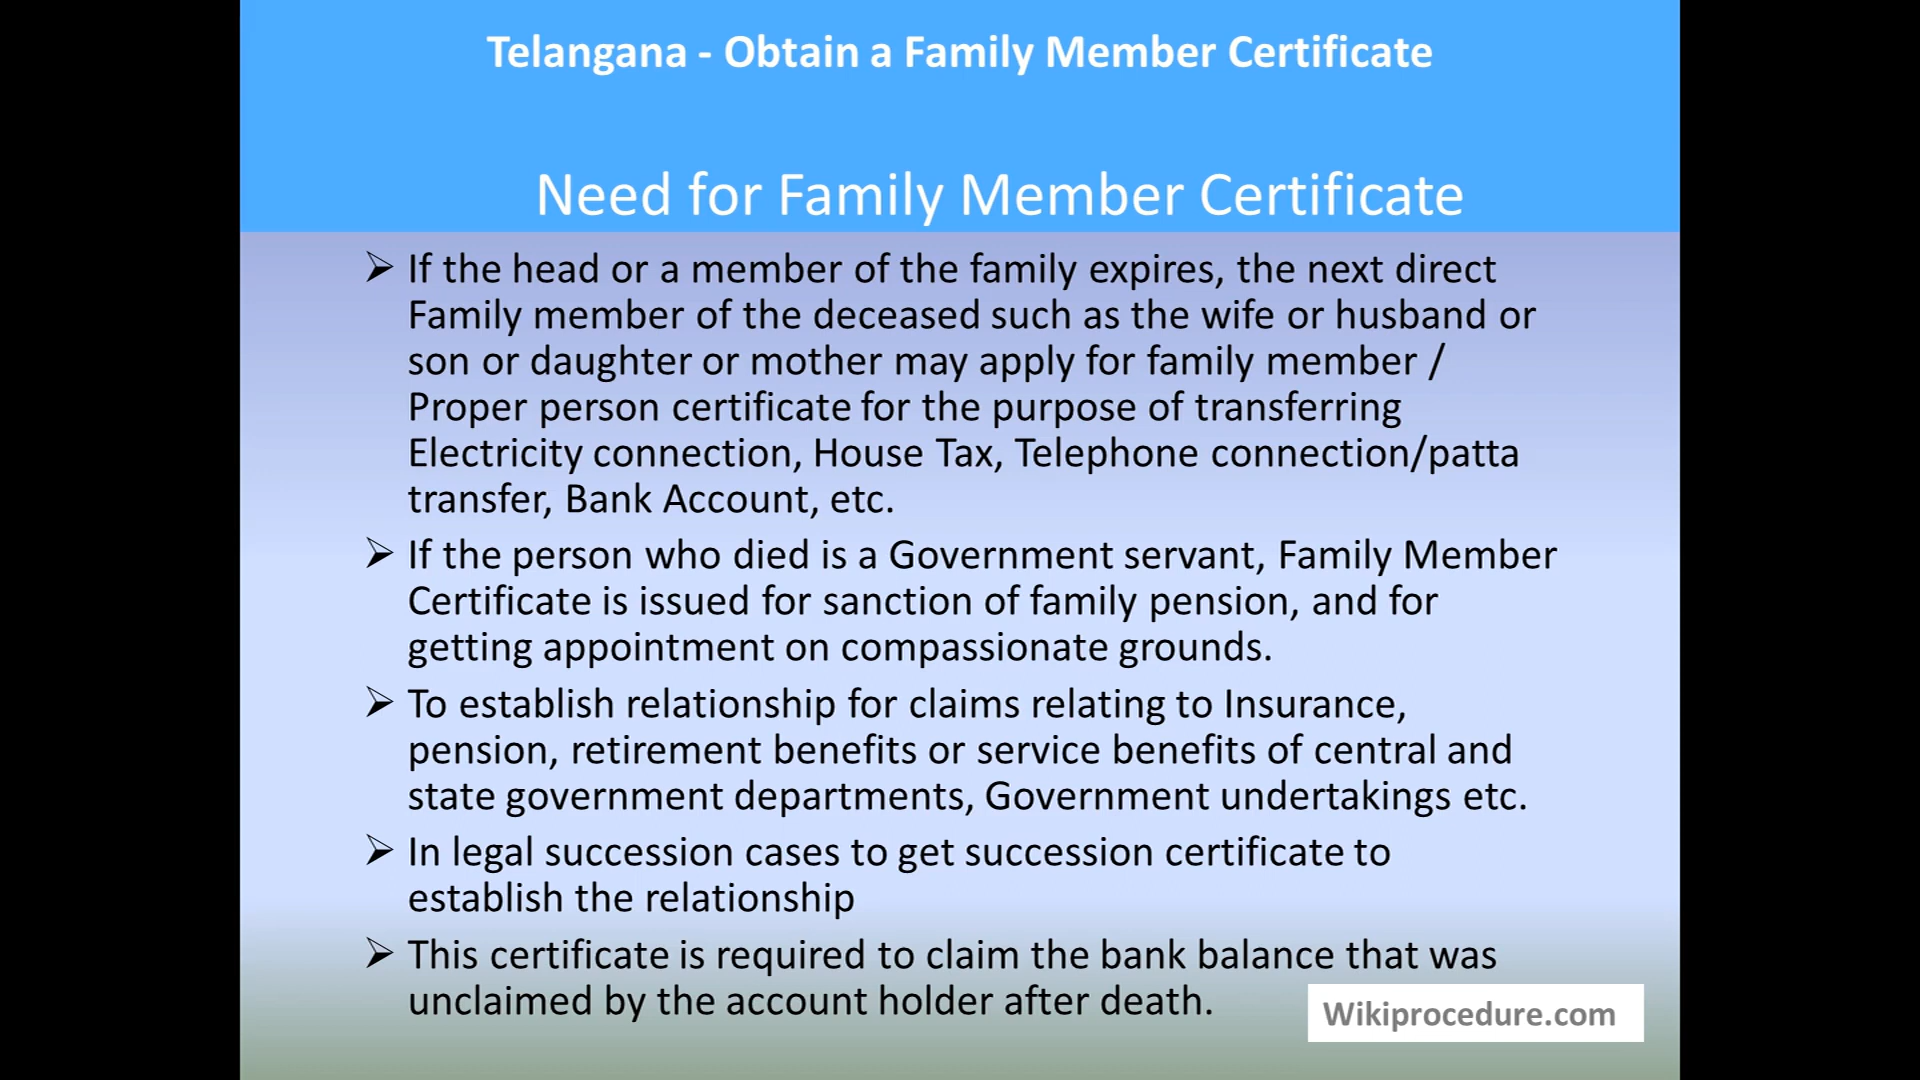 Telangana - Obtain a Family Member Certificate
Need for Family Member Certificate
➢ If the head or a member of the family expires, the next direct
Family member of the deceased such as the wife or husband or
son or daughter or mother may apply for family member /
Proper person certificate for the purpose of transferring
Electricity connection, House Tax, Telephone connection/patta
transfer, Bank Account, etc.
➢ If the person who died is a Government servant, Family Member
Certificate is issued for sanction of family pension, and for
getting appointment on compassionate grounds.
➢ To establish relationship for claims relating to Insurance,
pension, retirement benefits or service benefits of central and
state government departments, Government undertakings etc.
➢ In legal succession cases to get succession certificate to
establish the relationship
➢ This certificate is required to claim the bank balance that was
unclaimed by the account holder after death.
Wikiprocedure.com